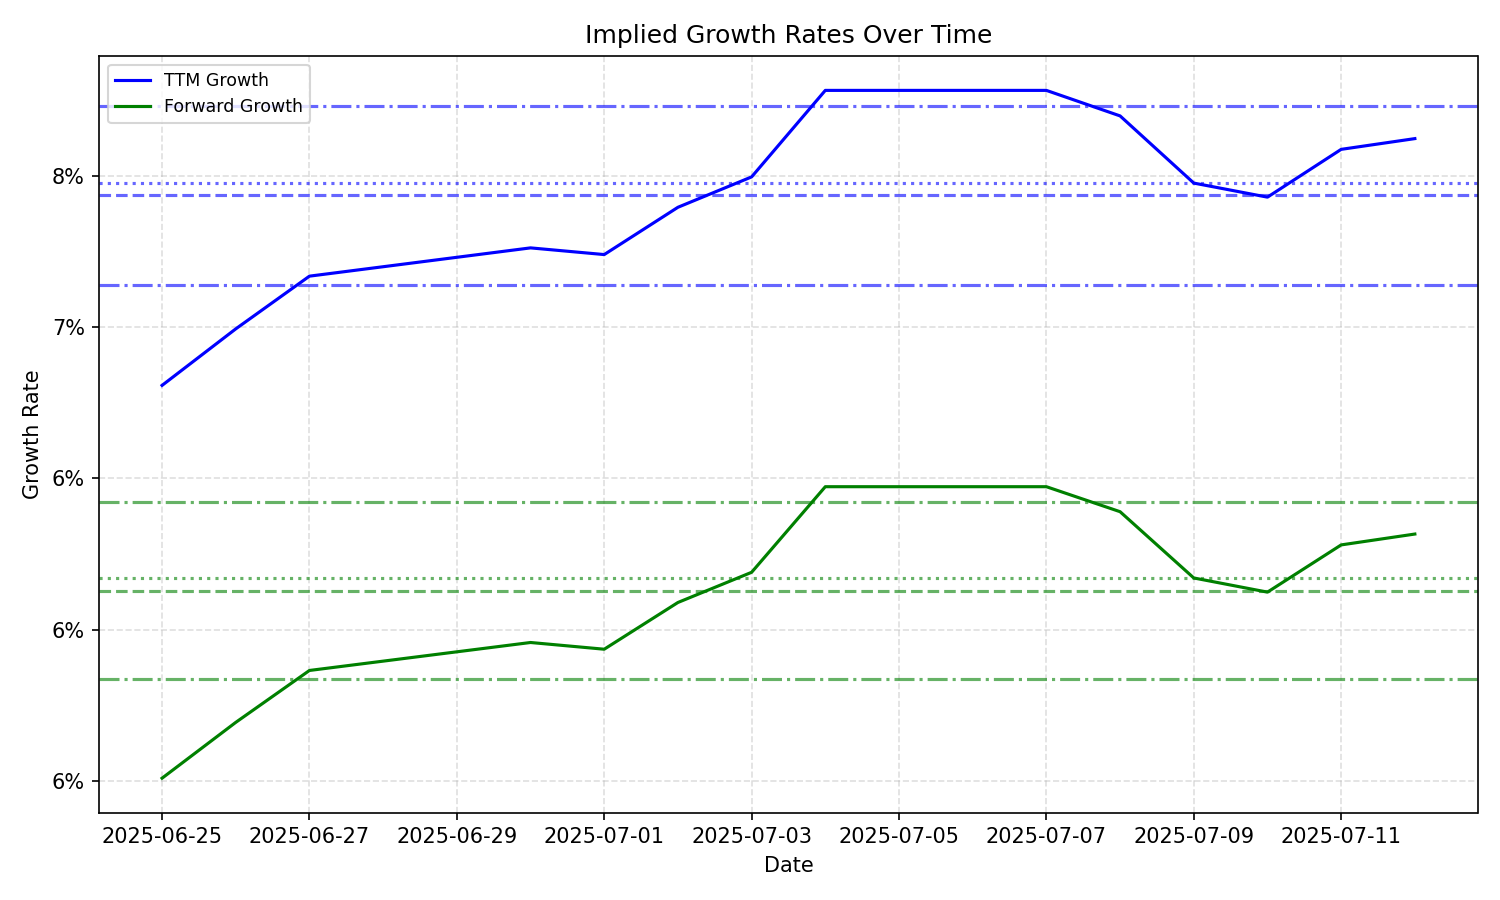 Implied Growth Rates Over Time
TTM Growth
Forward Growth
8%
7%
6%
6%
6%
Growth Rate
2025-06-25
2025-06-27
2025-06-29
2025-07-01
2025-07-03
2025-07-05
2025-07-07
2025-07-09
2025-07-11
Date